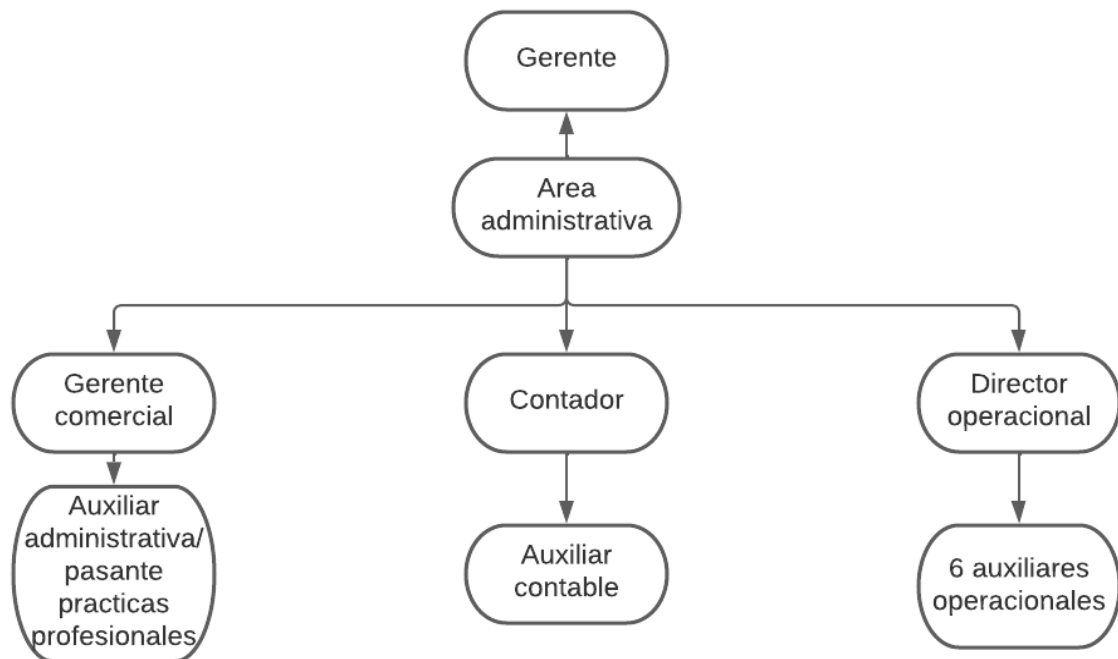 Gerente
Area
administrativa
Gerente
comercial
Contador
Director
operacional
Auxiliar
administrativa/
pasante
practicas
profesionales
Auxiliar
contable
6 auxiliares
operacionales